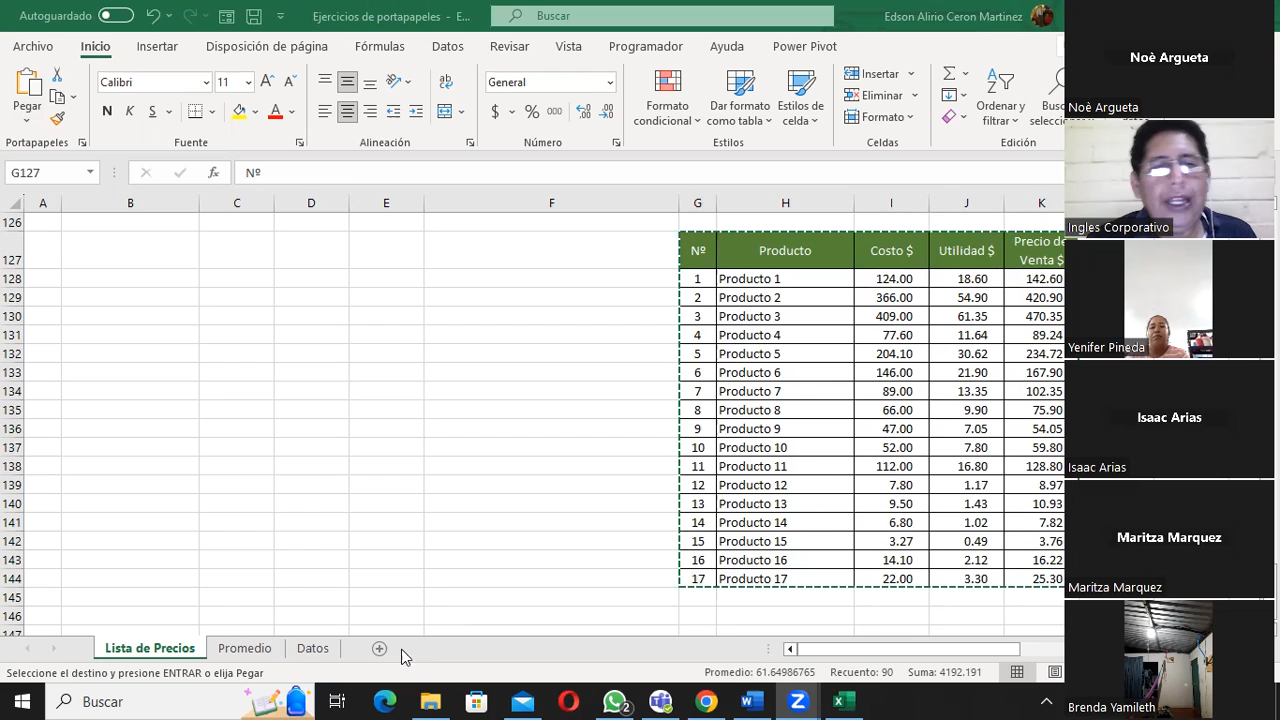 Autoguardado
Ejercicios de portapapeles - E...
Buscar
Edson Alirio Ceron Martinez
Archivo Inicio Insertar Disposición de página Fórmulas Datos Revisar Vista Programador Ayuda Power Pivot
Pegar
Calibri 11
N K S
General
$ % 000
Formato condicional
Dar formato como tabla
Estilos de celda
Insertar
Eliminar
Formato
Ordenar y filtrar
Portapapeles Fuente Alineación Número Estilos Celdas Edición
G127 fx Nº
A B C D E F G H I J K
126
127 Nº Producto Costo $ Utilidad $ Precio de Venta $
128 1 Producto 1 124.00 18.60 142.60
129 2 Producto 2 366.00 54.90 420.90
130 3 Producto 3 409.00 61.35 470.35
131 4 Producto 4 77.60 11.64 89.24
132 5 Producto 5 204.10 30.62 234.72
133 6 Producto 6 146.00 21.90 167.90
134 7 Producto 7 89.00 13.35 102.35
135 8 Producto 8 66.00 9.90 75.90
136 9 Producto 9 47.00 7.05 54.05
137 10 Producto 10 52.00 7.80 59.80
138 11 Producto 11 112.00 16.80 128.80
139 12 Producto 12 7.80 1.17 8.97
140 13 Producto 13 9.50 1.43 10.93
141 14 Producto 14 6.80 1.02 7.82
142 15 Producto 15 3.27 0.49 3.76
143 16 Producto 16 14.10 2.12 16.22
144 17 Producto 17 22.00 3.30 25.30
145
146
147
Lista de Precios Promedio Datos
Seleccione el destino y presione ENTRAR o elija Pegar
Promedio: 61.64986765 Recuento: 90 Suma: 4192.191
Buscar
2
Noè Argueta
Noè Argueta
Ingles Corporativo
Yenifer Pineda
Isaac Arias
Isaac Arias
Maritza Marquez
Maritza Marquez
Brenda Yamileth